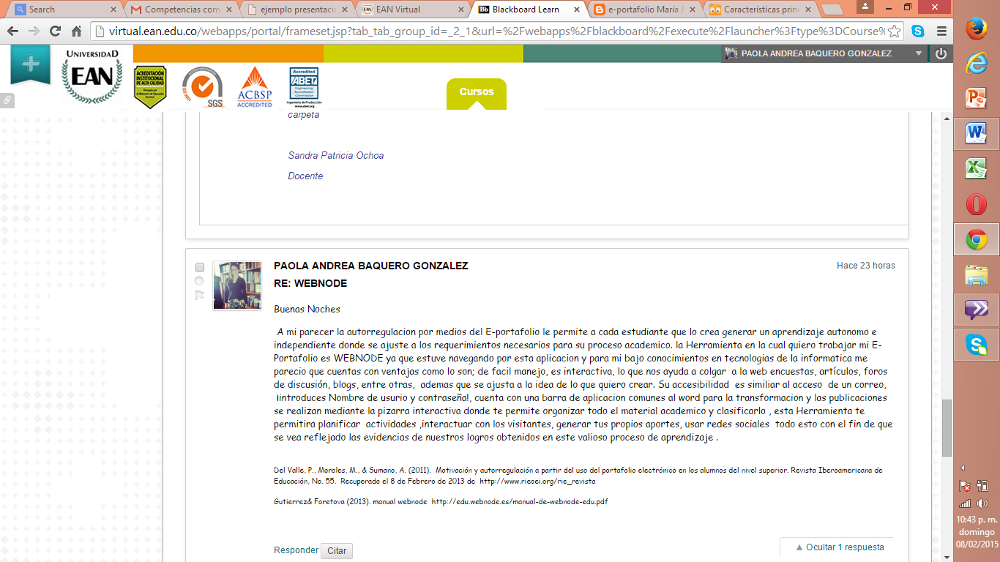 Search
Competencias com
ejemplo presentació
EAN Virtual
Blackboard Learn
e-portafolio María J
Características princ
virtual.ean.edu.co/webapps/portal/frameset.jsp?tab_tab_group_id=_2_1&url=%2Fwebapps%2Fblackboard%2Fexecute%2Flauncher%3Ftype%3DCourse%
UNIVERSIDAD
EAN
ACREDITACIÓN
INSTITUCIONAL
DE ALTA CALIDAD
SGS
ACBSP
ACCREDITED
Accredited
ABET
Engineering
Accreditation
Commission
Ingeniería de Producción
www.abet.org
Cursos
PAOLA ANDREA BAQUERO GONZALEZ
carpeta
Sandra Patricia Ochoa
Docente
PAOLA ANDREA BAQUERO GONZALEZ
Hace 23 horas
RE: WEBNODE
Buenas Noches
A mi parecer la autorregulacion por medios del E-portafolio le permite a cada estudiante que lo crea generar un aprendizaje autonomo e
independiente donde se ajuste a los requerimientos necesarios para su proceso academico. la Herramienta en la cual quiero trabajar mi E-
Portafolio es WEBNODE ya que estuve navegando por esta aplicacion y para mi bajo conocimientos en tecnologias de la informatica me
parecio que cuentas con ventajas como lo son; de facil manejo, es interactiva, lo que nos ayuda a colgar a la web encuestas, artículos, foros
de discusión, blogs, entre otras, ademas que se ajusta a la idea de lo que quiero crear. Su accesibilidad es similiar al acceso de un correo,
¡introduces Nombre de usurio y contraseña!, cuenta con una barra de aplicacion comunes al word para la transformacion y las publicaciones
se realizan mediante la pizarra interactiva donde te permite organizar todo el material academico y clasificarlo , esta Herramienta te
permitira planificar actividades ,interactuar con los visitantes, generar tus propios aportes, usar redes sociales todo esto con el fin de que
se vea reflejado las evidencias de nuestros logros obtenidos en este valioso proceso de aprendizaje .
Del Valle, P., Morales, M., & Sumano, A. (2011). Motivación y autorregulación a partir del uso del portafolio electrónico en los alumnos del nivel superior. Revista Iberoamericana de
Educación, No. 55. Recuperado el 8 de Febrero de 2013 de http://www.rieoei.org/rie_revista
Gutierrez& Foretova (2013). manual webnode http://edu.webnode.es/manual-de-webnode-edu.pdf
Responder
Citar
Ocultar 1 respuesta
10:43 p. m.
domingo
08/02/2015